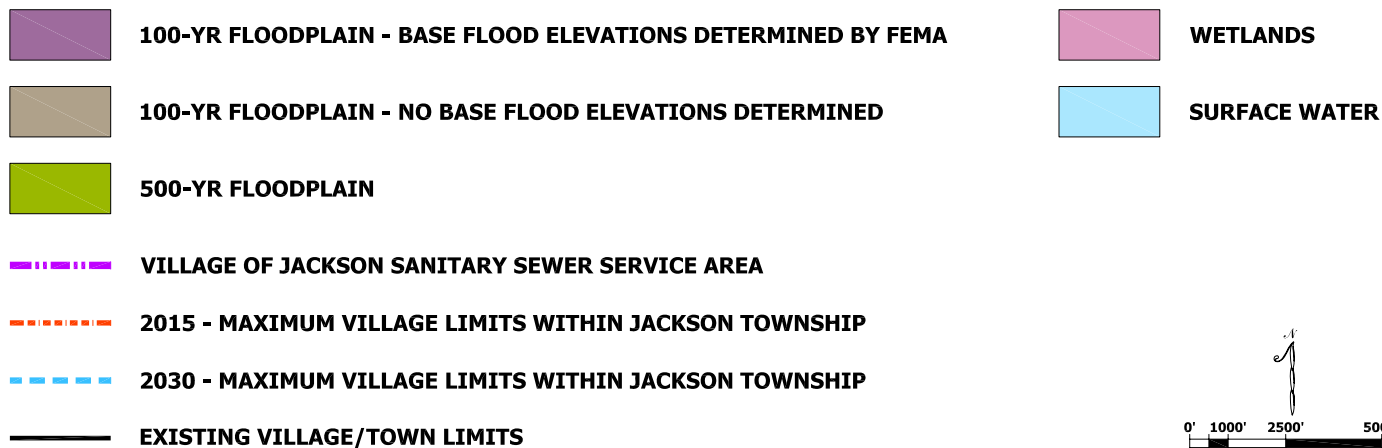 100-YR FLOODPLAIN - BASE FLOOD ELEVATIONS DETERMINED BY FEMA
100-YR FLOODPLAIN - NO BASE FLOOD ELEVATIONS DETERMINED
500-YR FLOODPLAIN
VILLAGE OF JACKSON SANITARY SEWER SERVICE AREA
2015 - MAXIMUM VILLAGE LIMITS WITHIN JACKSON TOWNSHIP
2030 - MAXIMUM VILLAGE LIMITS WITHIN JACKSON TOWNSHIP
EXISTING VILLAGE/TOWN LIMITS
WETLANDS
SURFACE WATER
N
0' 1000' 2500'